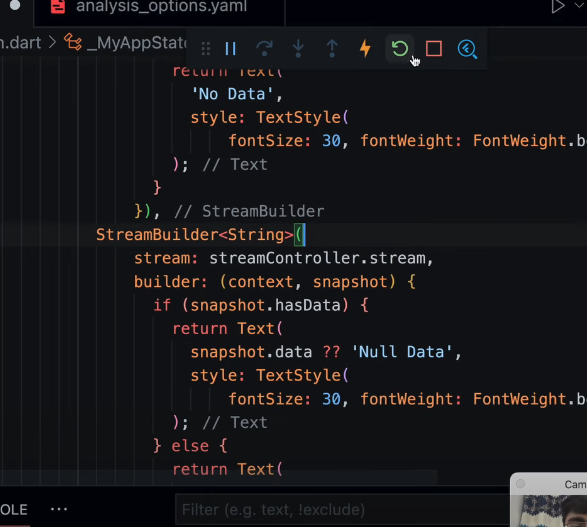 analysis_options.yaml
n.dart > _MyAppStat
return Text(
'No Data',
style: TextStyle(
fontSize: 30, fontWeight: FontWeight.b
); // Text
}
}), // StreamBuilder
StreamBuilder<String>(
stream: streamController.stream,
builder: (context, snapshot) {
if (snapshot.hasData) {
return Text(
snapshot.data ?? 'Null Data',
style: TextStyle(
fontSize: 30, fontWeight: FontWeight.b
); // Text
} else {
return Text(
Cam
OLE ...
Filter (e.g. text, !exclude)